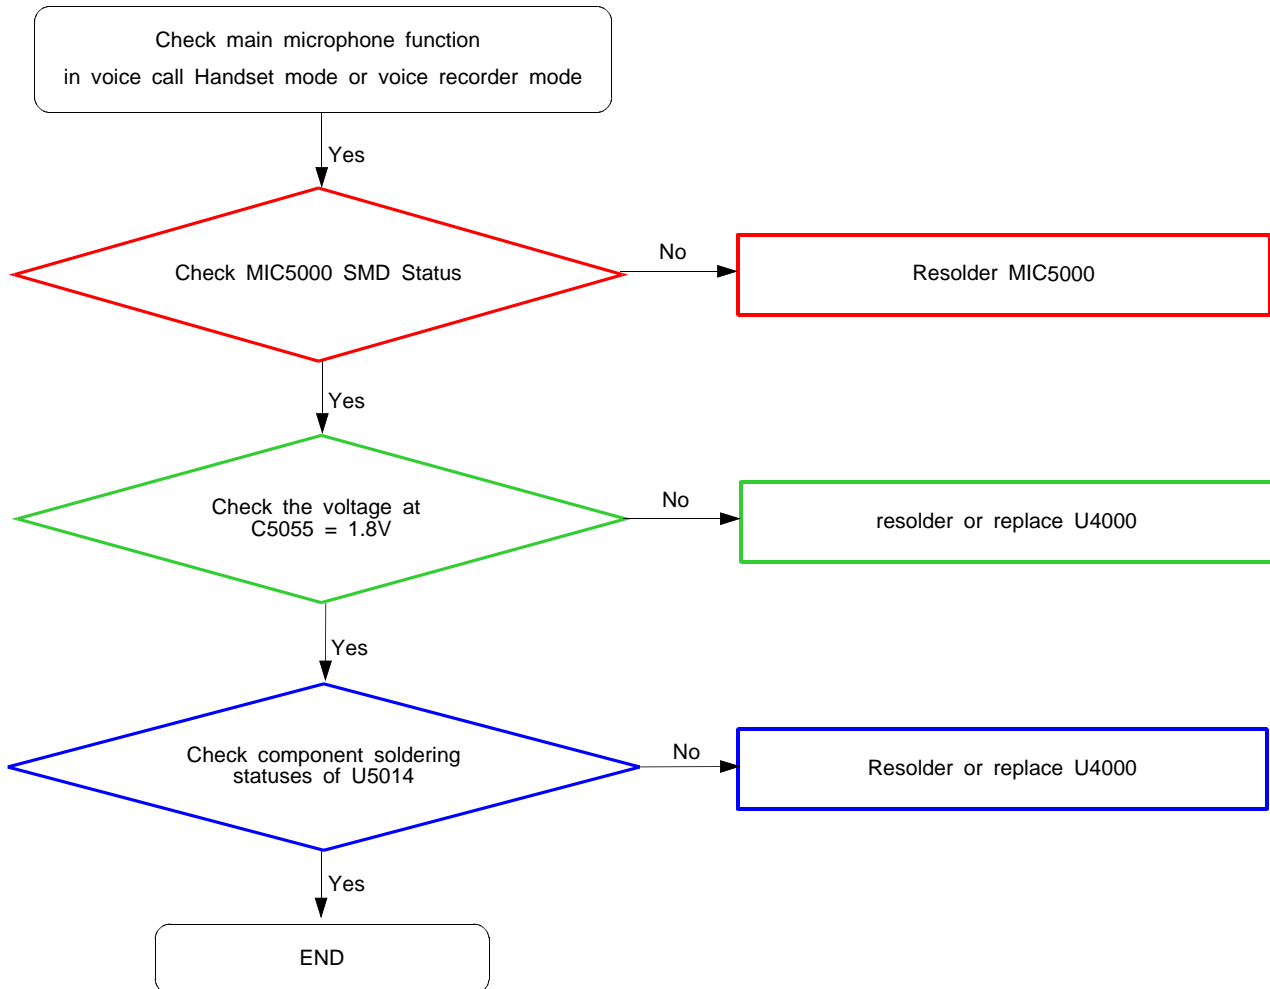 Check main microphone function
in voice call Handset mode or voice recorder mode
Yes
Check MIC5000 SMD Status
No
Resolder MIC5000
Yes
Check the voltage at
C5055 = 1.8V
No
resolder or replace U4000
Yes
Check component soldering
statuses of U5014
No
Resolder or replace U4000
Yes
END